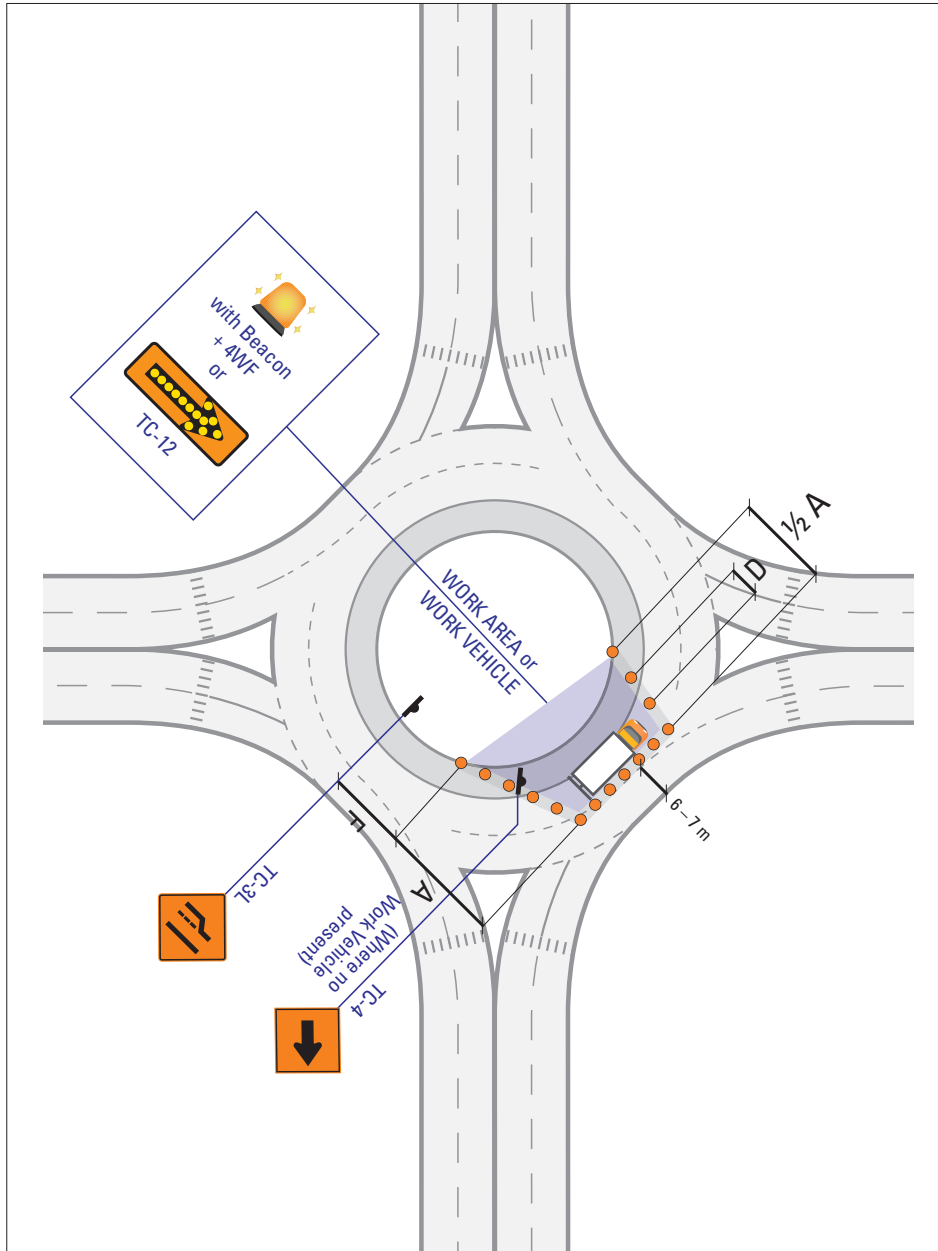 with Beacon
+ 4WF
or
TC-12
WORK AREA or
WORK VEHICLE
½ A
D
6–7 m
F
A
TC-3L
TC-4
(Where no
Work Vehicle
present)